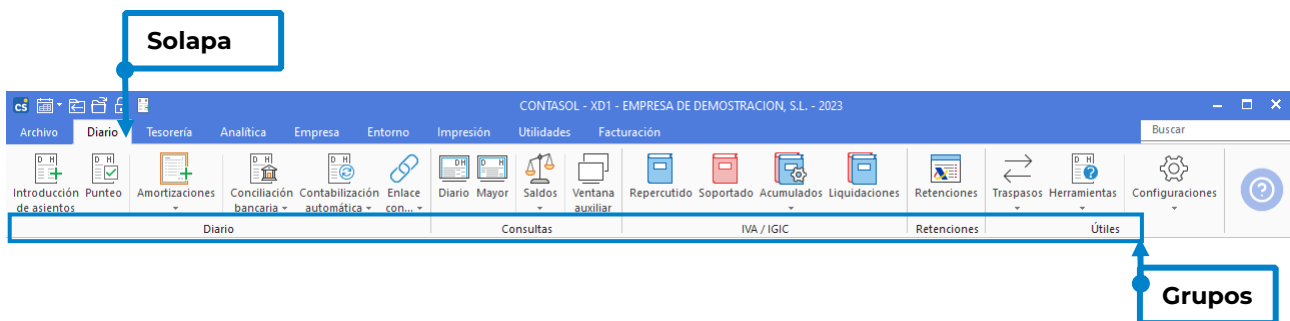 Solapa
cs
CONTASOL - XD1 - EMPRESA DE DEMOSTRACION, S.L. - 2023
Archivo Diario Tesorería Analítica Empresa Entorno Impresión Utilidades Facturación Buscar
D H D H D H D H D H D H D H
Introducción Punteo Amortizaciones Conciliación Contabilización Enlace Diario Mayor Saldos Ventana Repercutido Soportado Acumulados Liquidaciones Retenciones Traspasos Herramientas Configuraciones
de asientos bancaria automática con... auxiliar
Diario Consultas IVA / IGIC Retenciones Útiles
Grupos